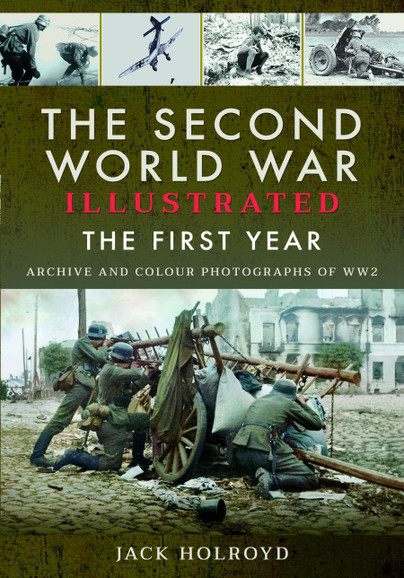 THE SECOND
WORLD WAR
ILLUSTRATED
THE FIRST YEAR
ARCHIVE AND COLOUR PHOTOGRAPHS OF WW2
JACK HOLROYD